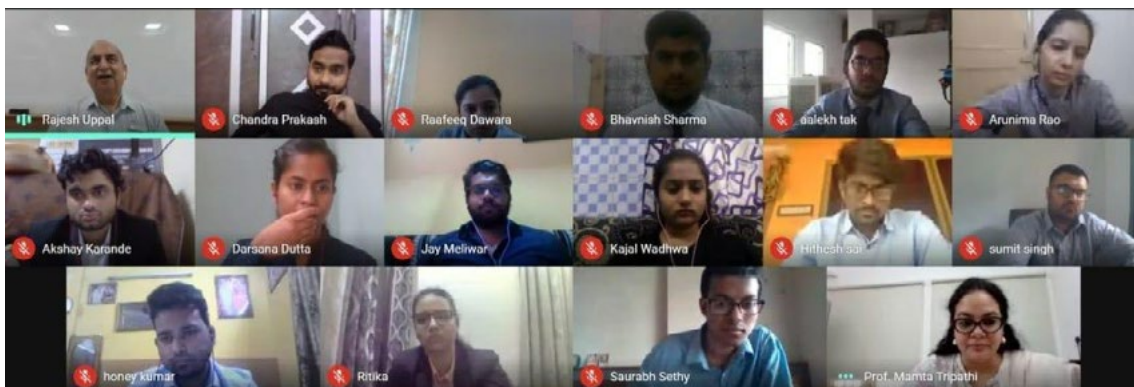 Rajesh Uppal
Chandra Prakash
Raafeeq Dawara
Bhavnish Sharma
aalekh tak
Arunima Rao
Akshay Karande
Darsana Dutta
Jay Meliwar
Kajal Wadhwa
Hithesh sai
sumit singh
honey kumar
Ritika
Saurabh Sethy
Prof. Mamta Tripathi